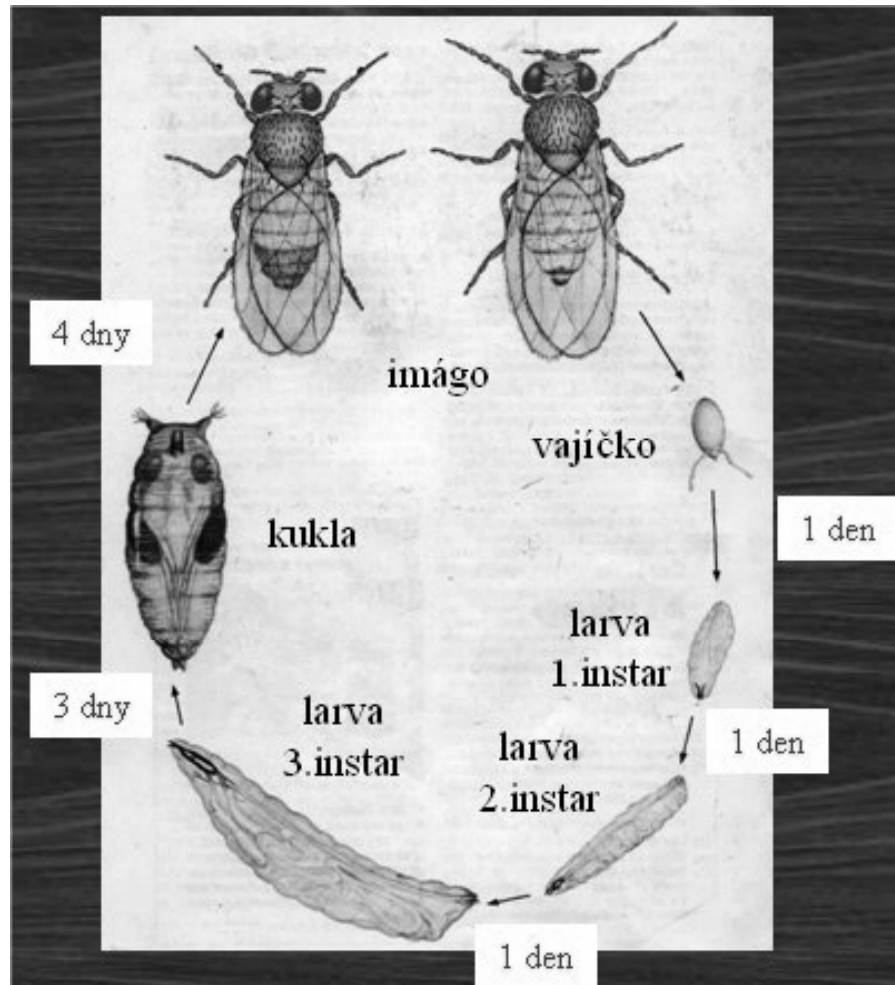 4 dny
imágo
vajíčko
1 den
kukla
larva
1.instar
3 dny
larva
3.instar
larva
2.instar
1 den
1 den